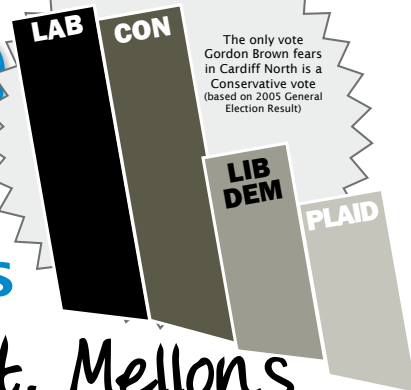 LAB
CON
The only vote
Gordon Brown fears
in Cardiff North is a
Conservative vote
(based on 2005 General
Election Result)
LIB
DEM
PLAID
Mellons